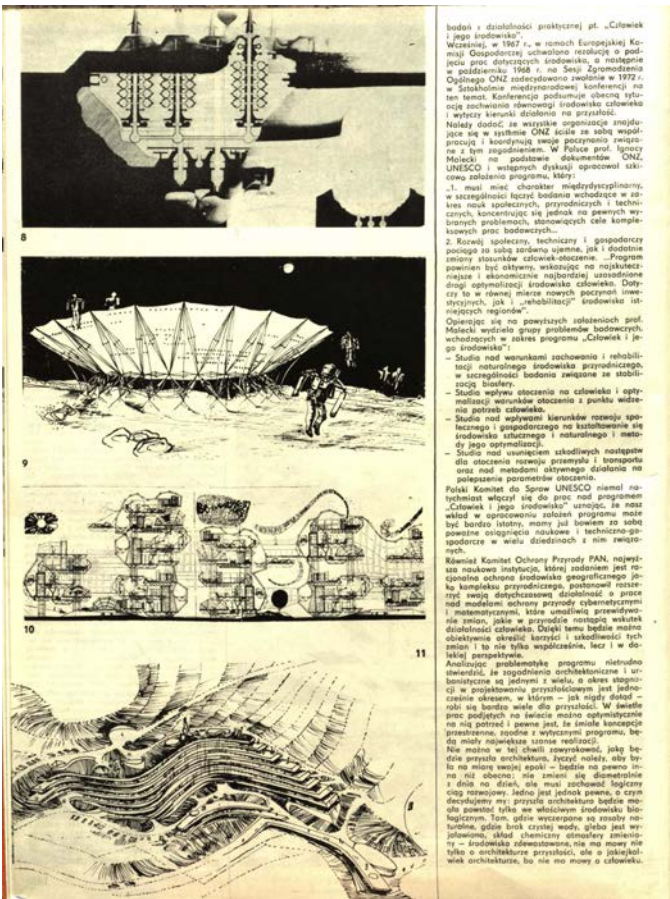 8
9
10
11
badań z działalności praktycznej pt. „Człowiek
i jego środowisko”.
Wcześniej, w 1967 r., w ramach Europejskiej Ko-
misji Gospodarczej uchwalono rezolucję o pod-
jęciu prac dotyczących środowiska, a następnie
w październiku 1968 r. na Sesji Zgromadzenia
Ogólnego ONZ zadecydowano zwołanie w 1972 r.
w Sztokholmie międzynarodowej konferencji na
ten temat. Konferencja podsumuje obecną sytu-
ację zachwiania równowagi środowiska człowieka
i wytyczy kierunki działania na przyszłość.
Należy dodać, że wszystkie organizacje znajdu-
jące się w systemie ONZ ściśle ze sobą współ-
pracują i koordynują swoje poczynania związa-
ne z tym zagadnieniem. W Polsce prof. Ignacy
Malecki na podstawie dokumentów ONZ,
UNESCO i wstępnych dyskusji opracował szki-
cowo założenia programu, który:
„1. musi mieć charakter międzydyscyplinarny,
w szczególności łączyć badania wchodzące w za-
kres nauk społecznych, przyrodniczych i techni-
cznych, koncentrując się jednak na pewnych wy-
branych problemach, stanowiących cele komple-
ksowych prac badawczych...
2. Rozwój społeczny, techniczny i gospodarczy
pociąga za sobą zarówno ujemne, jak i dodatnie
zmiany stosunków człowiek-otoczenie. ...Program
powinien być aktywny, wskazując na najskutecz-
niejsze i ekonomicznie najbardziej uzasadnione
drogi optymalizacji środowiska człowieka. Doty-
czy to w równej mierze nowych poczynań inwe-
stycyjnych, jak i „rehabilitacji” środowiska ist-
niejących regionów”.
Opierając się na powyższych założeniach prof.
Malecki wydziela grupy problemów badawczych,
wchodzących w zakres programu „Człowiek i je-
go środowisko”:
— Studia nad warunkami zachowania i rehabili-
tacji naturalnego środowiska przyrodniczego,
w szczególności badania związane ze stabili-
zacją biosfery.
— Studia wpływu otoczenia na człowieka i opty-
malizacji warunków otoczenia z punktu widze-
nia potrzeb człowieka.
— Studia nad wpływami kierunków rozwoju spo-
łecznego i gospodarczego na kształtowanie się
środowiska sztucznego i naturalnego i meto-
dy jego optymalizacji.
— Studia nad usunięciem szkodliwych następstw
dla otoczenia rozwoju przemysłu i transportu
oraz nad metodami aktywnego działania na
polepszenie parametrów otoczenia.
Polski Komitet do Spraw UNESCO niemal na-
tychmiast włączył się do prac nad programem
„Człowiek i jego środowisko” uznając, że nasz
wkład w opracowaniu założeń programu może
być bardzo istotny, mamy już bowiem za sobą
poważne osiągnięcia naukowe i techniczno-go-
spodarcze w wielu dziedzinach z nim związa-
nych.
Również Komitet Ochrony Przyrody PAN, najwyż-
sza naukowa instytucja, której zadaniem jest ra-
cjonalna ochrona środowiska geograficznego ja-
ko kompleksu przyrodniczego, postanowił rozsze-
rzyć swoją dotychczasową działalność o prace
nad modelami ochrony przyrody cybernetycznymi
i matematycznymi, które umożliwią przewidywa-
nie zmian, jakie w przyrodzie nastąpią wskutek
działalności człowieka. Dzięki temu będzie można
obiektywnie określić korzyści i szkodliwości tych
zmian i to nie tylko współcześnie, lecz i w da-
lekiej perspektywie.
Analizując problematykę programu nietrudno
stwierdzić, że zagadnienia architektoniczne i ur-
banistyczne są jednymi z wielu, a okres stagna-
cji w projektowaniu przyszłościowym jest jedno-
cześnie okresem, w którym — jak nigdy dotąd —
robi się bardzo wiele dla przyszłości. W świetle
prac podjętych na świecie można optymistycznie
na nią patrzeć i pewne jest, że śmiałe koncepcje
przestrzenne, zgodne z wytycznymi programu, bę-
dą miały największe szanse realizacji.
Nie można w tej chwili zawyrokować, jaką bę-
dzie przyszła architektura, życzyć należy, aby by-
ła na miarę swojej epoki — będzie na pewno in-
na niż obecna; nie zmieni się diametralnie
z dnia na dzień, ale musi zachować logiczny
ciąg rozwojowy. Jedno jest jednak pewne, o czym
decydujemy my: przyszła architektura będzie mo-
gła powstać tylko we właściwym środowisku bio-
logicznym. Tam, gdzie wyczerpane są zasoby na-
turalne, gdzie brak czystej wody, gleba jest wy-
jałowiona, skład chemiczny atmosfery zmienio-
ny — środowisko zdewastowane, nie ma mowy nie
tylko o architekturze przyszłości, ale o jakiejkol-
wiek architekturze, bo nie ma mowy o człowieku.